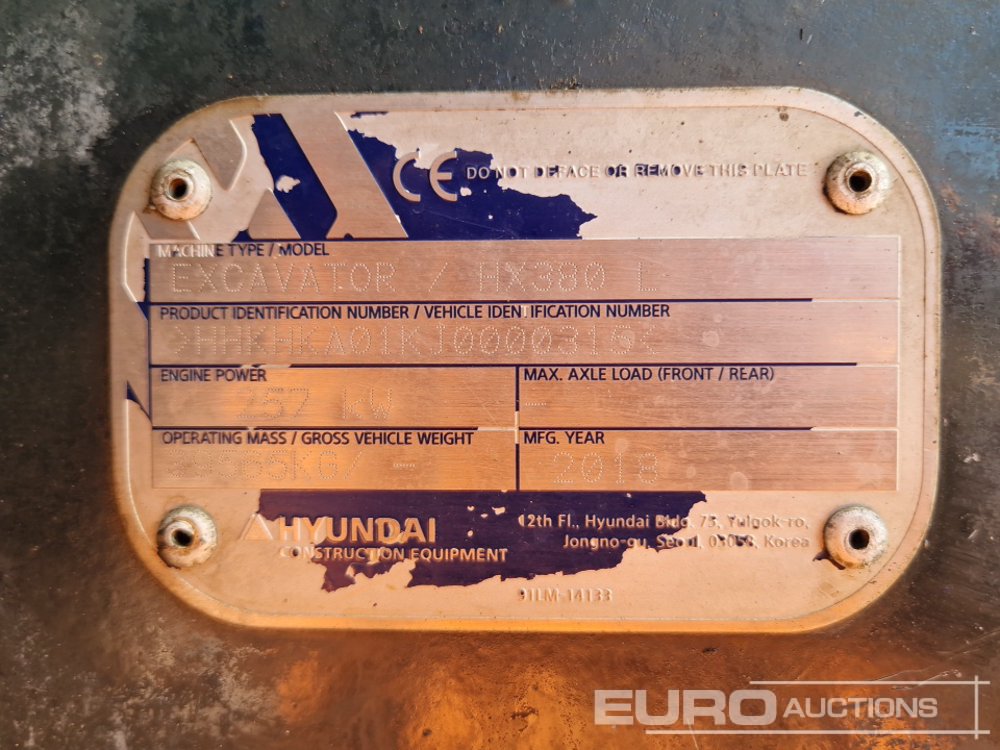 CE DO NOT DEFACE OR REMOVE THIS PLATE
MACHINE TYPE / MODEL
EXCAVATOR / HX380 L
PRODUCT IDENTIFICATION NUMBER / VEHICLE IDENTIFICATION NUMBER
>HHKHKA01KJ0000316<
ENGINE POWER
257 kW
MAX. AXLE LOAD (FRONT / REAR)
-
OPERATING MASS / GROSS VEHICLE WEIGHT
MFG. YEAR
2018
HYUNDAI
CONSTRUCTION EQUIPMENT
12th Fl., Hyundai Bldg. 75, Yulgok-ro,
Jongno-gu, Seoul, 03058, Korea
91LM-14133
EURO AUCTIONS